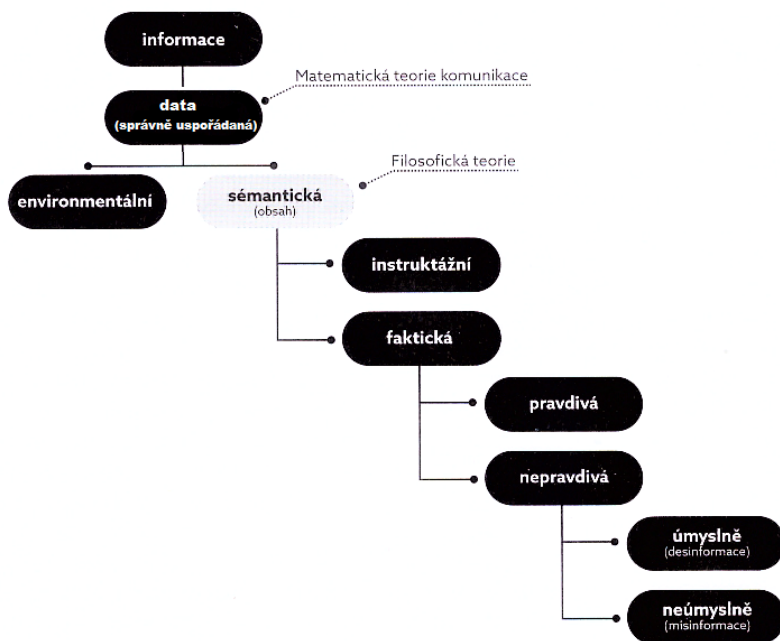 informace
Matematická teorie komunikace
data
(správně uspořádaná)
Filosofická teorie
environmentální
sémantická
(obsah)
instruktážní
faktická
pravdivá
nepravdivá
úmyslně
(desinformace)
neúmyslně
(misinformace)